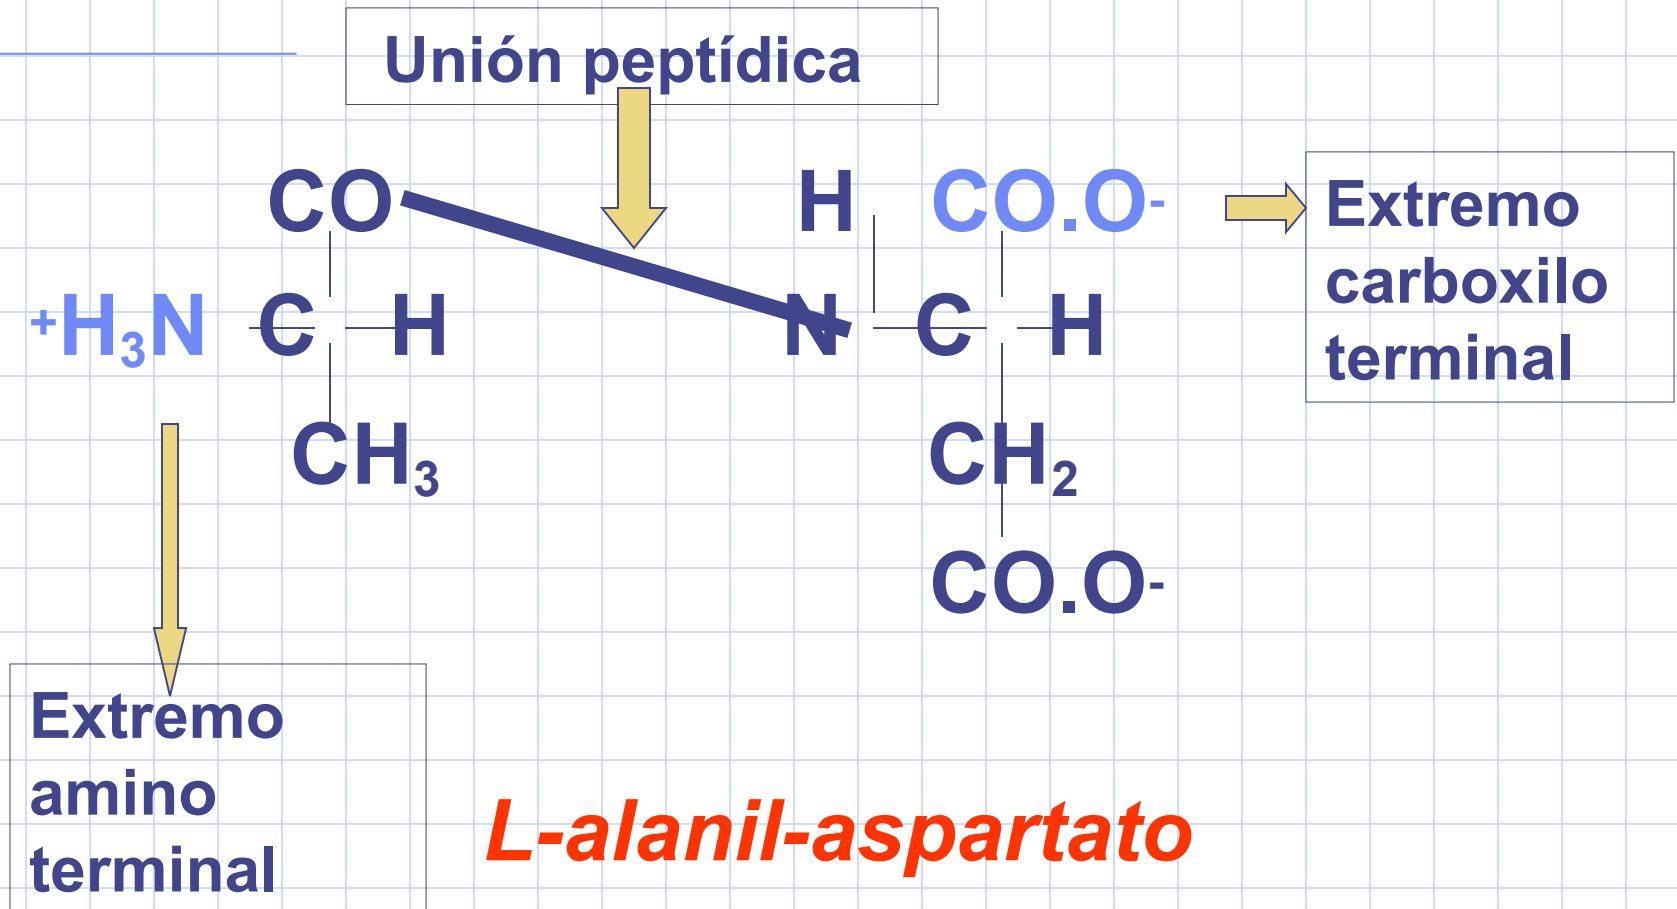 Unión peptídica
CO H CO.O-
+H₃N C H N C H
CH₃ CH₂
CO.O-
Extremo
carboxilo
terminal
Extremo
amino
terminal
L-alanil-aspartato